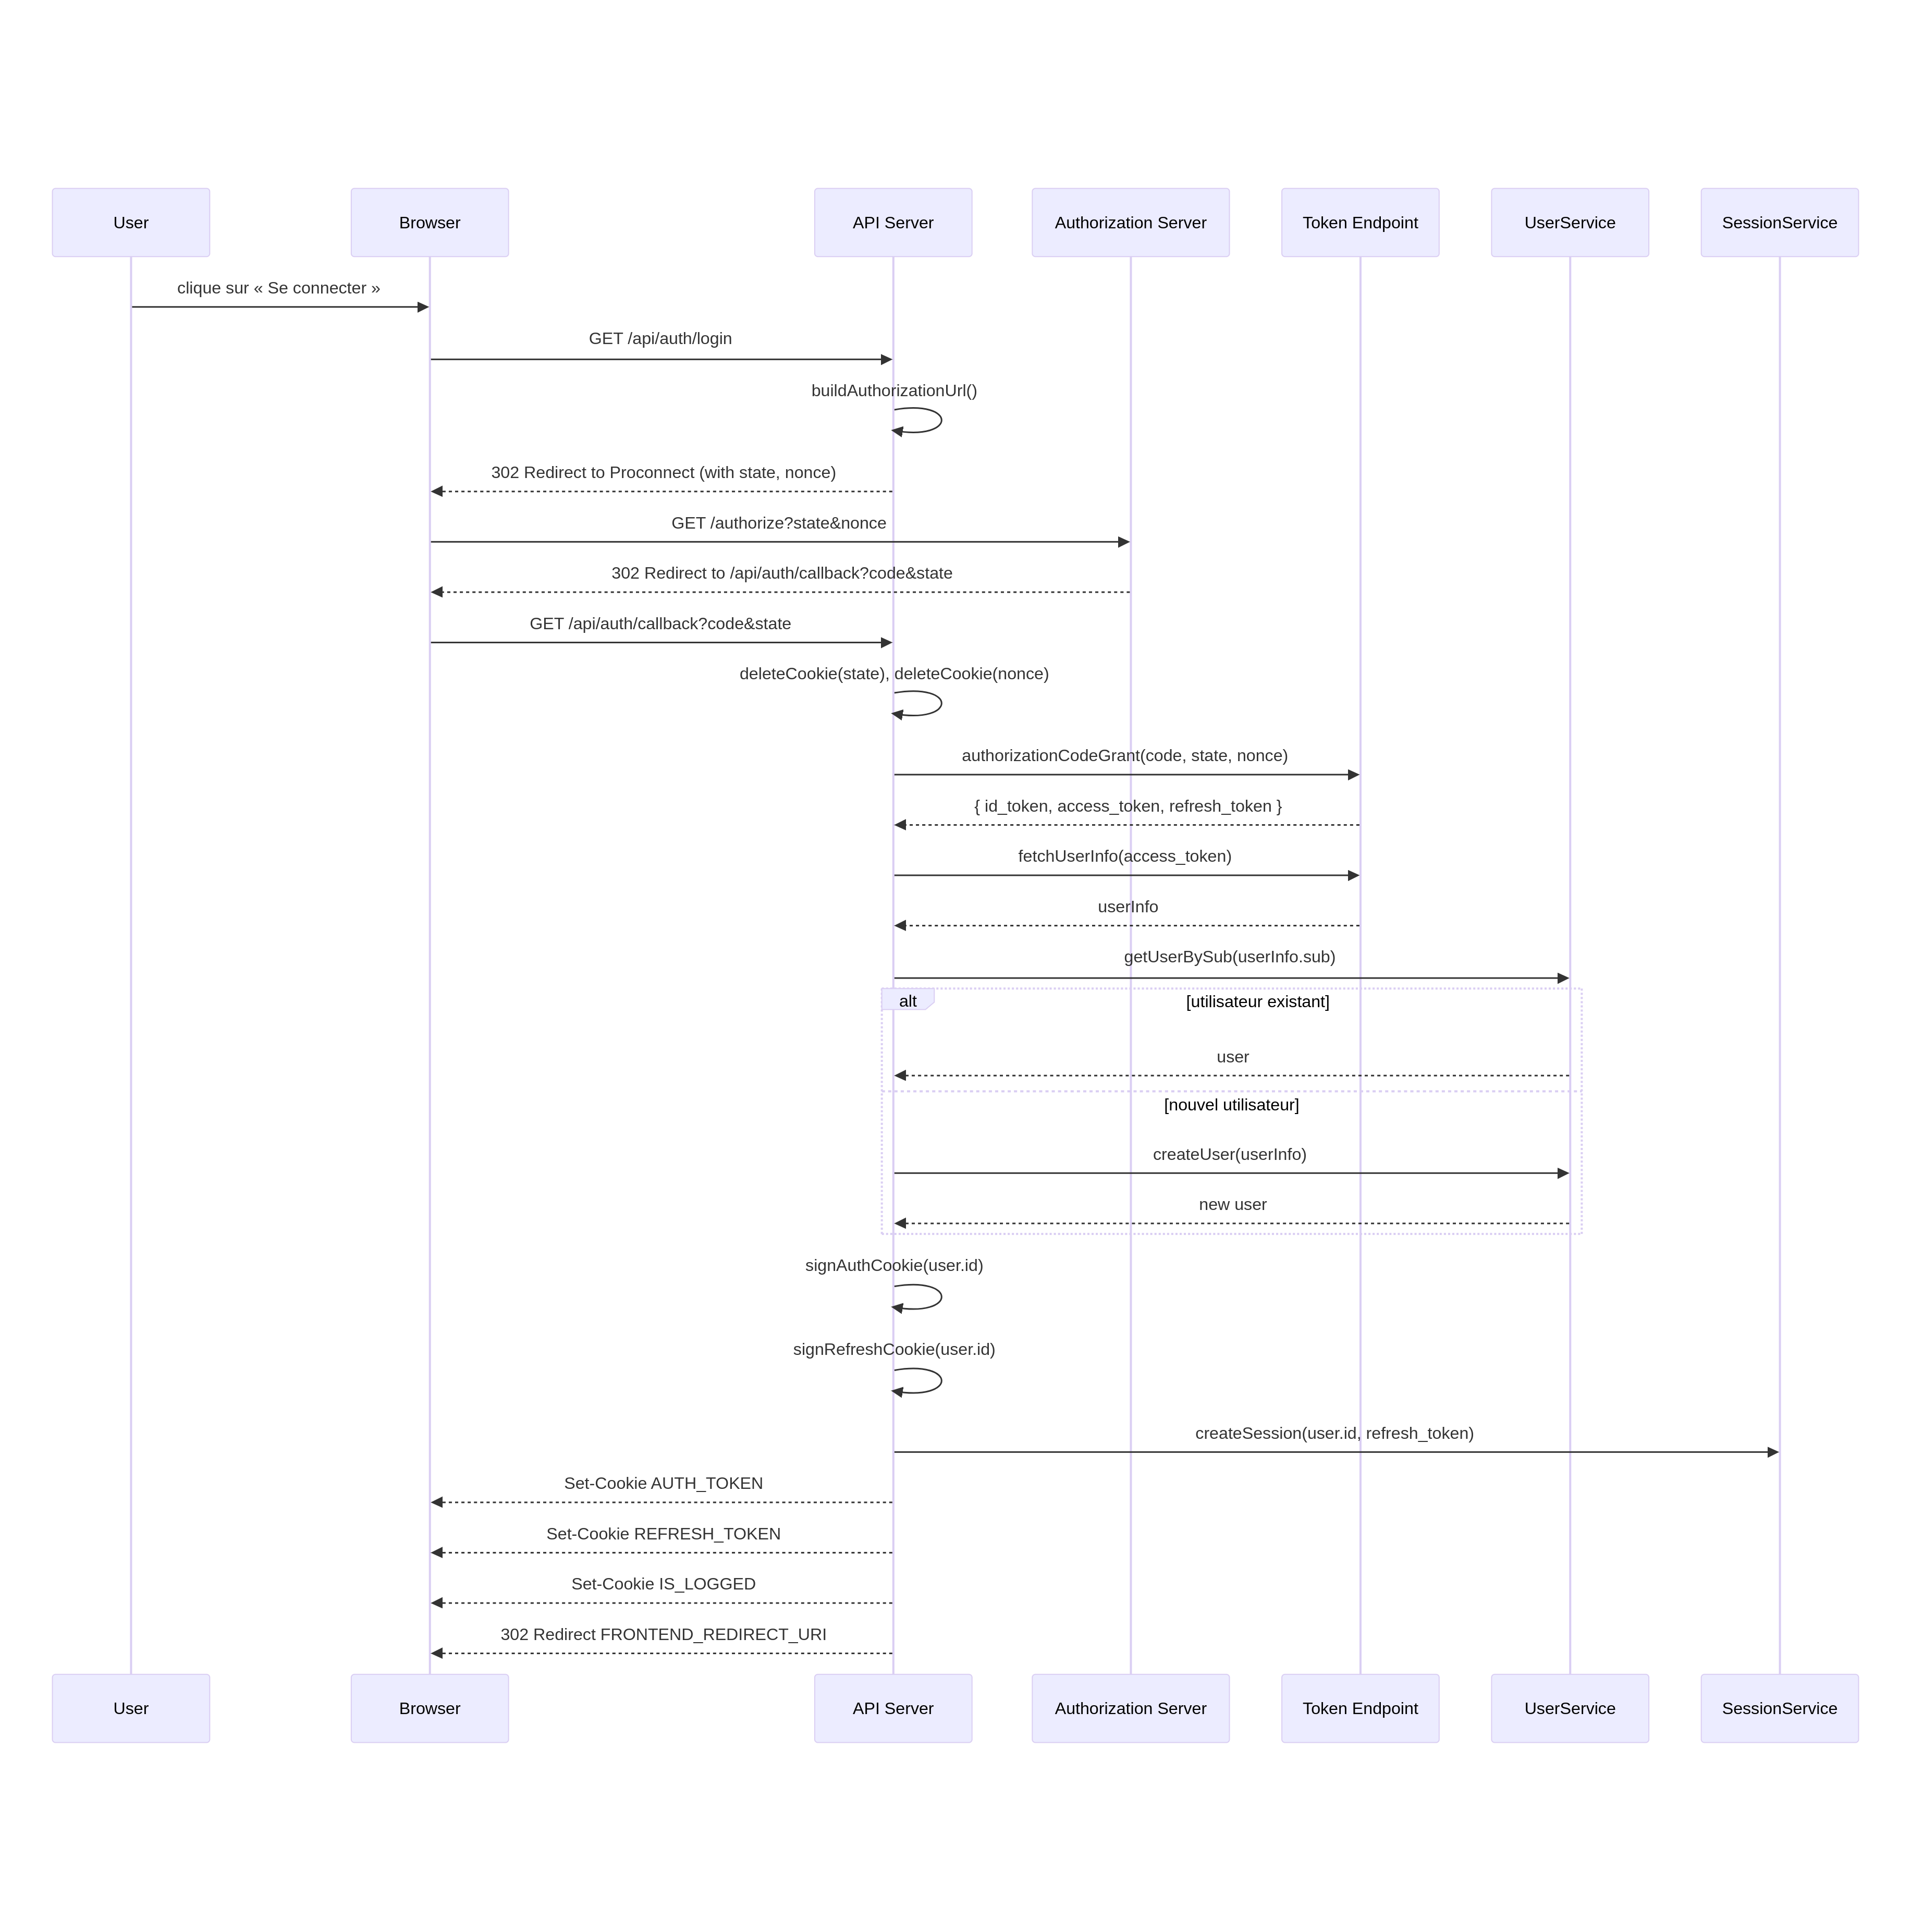 User
Browser
API Server
Authorization Server
Token Endpoint
UserService
SessionService
clique sur « Se connecter »
GET /api/auth/login
buildAuthorizationUrl()
302 Redirect to Proconnect (with state, nonce)
GET /authorize?state&nonce
302 Redirect to /api/auth/callback?code&state
GET /api/auth/callback?code&state
deleteCookie(state), deleteCookie(nonce)
authorizationCodeGrant(code, state, nonce)
{ id_token, access_token, refresh_token }
fetchUserInfo(access_token)
userInfo
getUserBySub(userInfo.sub)
alt
[utilisateur existant]
user
[nouvel utilisateur]
createUser(userInfo)
new user
signAuthCookie(user.id)
signRefreshCookie(user.id)
createSession(user.id, refresh_token)
Set-Cookie AUTH_TOKEN
Set-Cookie REFRESH_TOKEN
Set-Cookie IS_LOGGED
302 Redirect FRONTEND_REDIRECT_URI
User
Browser
API Server
Authorization Server
Token Endpoint
UserService
SessionService